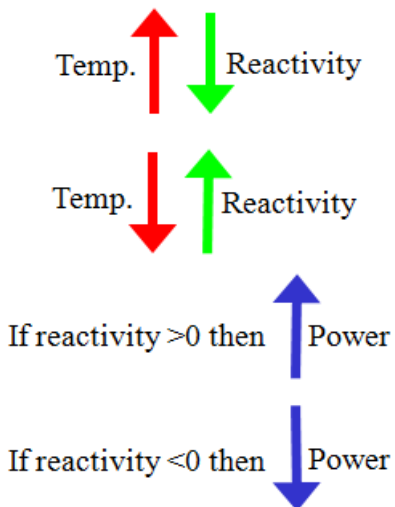 Temp. Reactivity
Temp. Reactivity
If reactivity >0 then Power
If reactivity <0 then Power